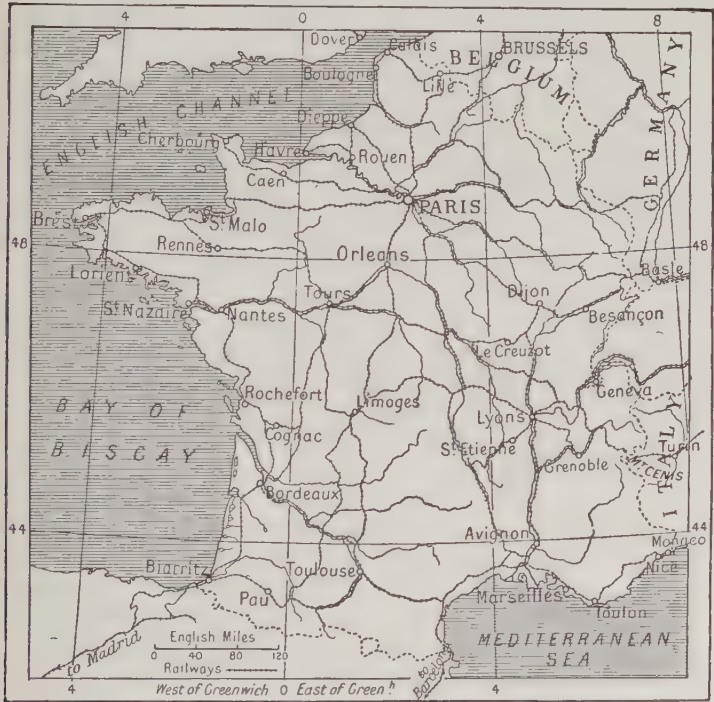 4 0 4 8
Dover
Calais
BRUSSELS
Boulogne
Lille
BELGIUM
GERMANY
ENGLISH CHANNEL
Dieppe
Cherbourg
Havre
Rouen
Caen
PARIS
Brest
St Malo
48
48
Rennes
Orleans
Basle
Lorient
Dijon
St Nazaire
Nantes
Tours
Besançon
Le Creuzot
Geneva
BAY OF
BISCAY
Rochefort
Limoges
Lyons
ITALY
Cognac
St Etienne
Grenoble
Turin
MT CENIS
Bordeaux
44
44
Avignon
Monaco
Nice
Biarritz
Toulouse
Marseilles
Pau
Toulon
English Miles
0 40 80 120
Railways
MEDITERRANEAN
SEA
to Madrid
to
Barcelo
4 West of Greenwich 0 East of Green.h 4